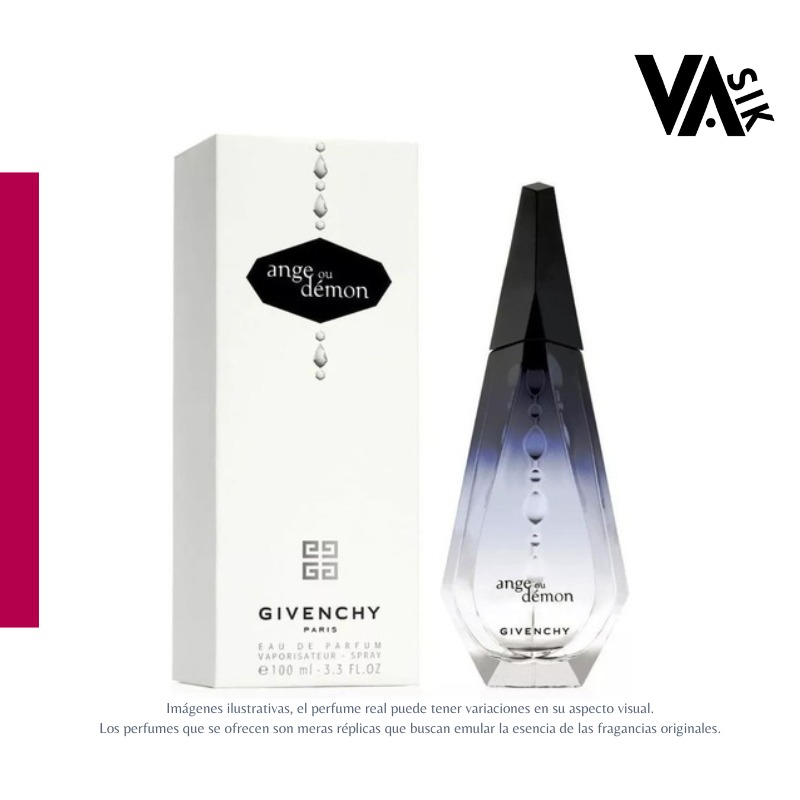 VA
SIK
ange ou
démon
GIVENCHY
PARIS
EAU DE PARFUM
VAPORISATEUR - SPRAY
℮100 ml - 3.3 FL.OZ
ange ou
démon
GIVENCHY
Imágenes ilustrativas, el perfume real puede tener variaciones en su aspecto visual.
Los perfumes que se ofrecen son meras réplicas que buscan emular la esencia de las fragancias originales.